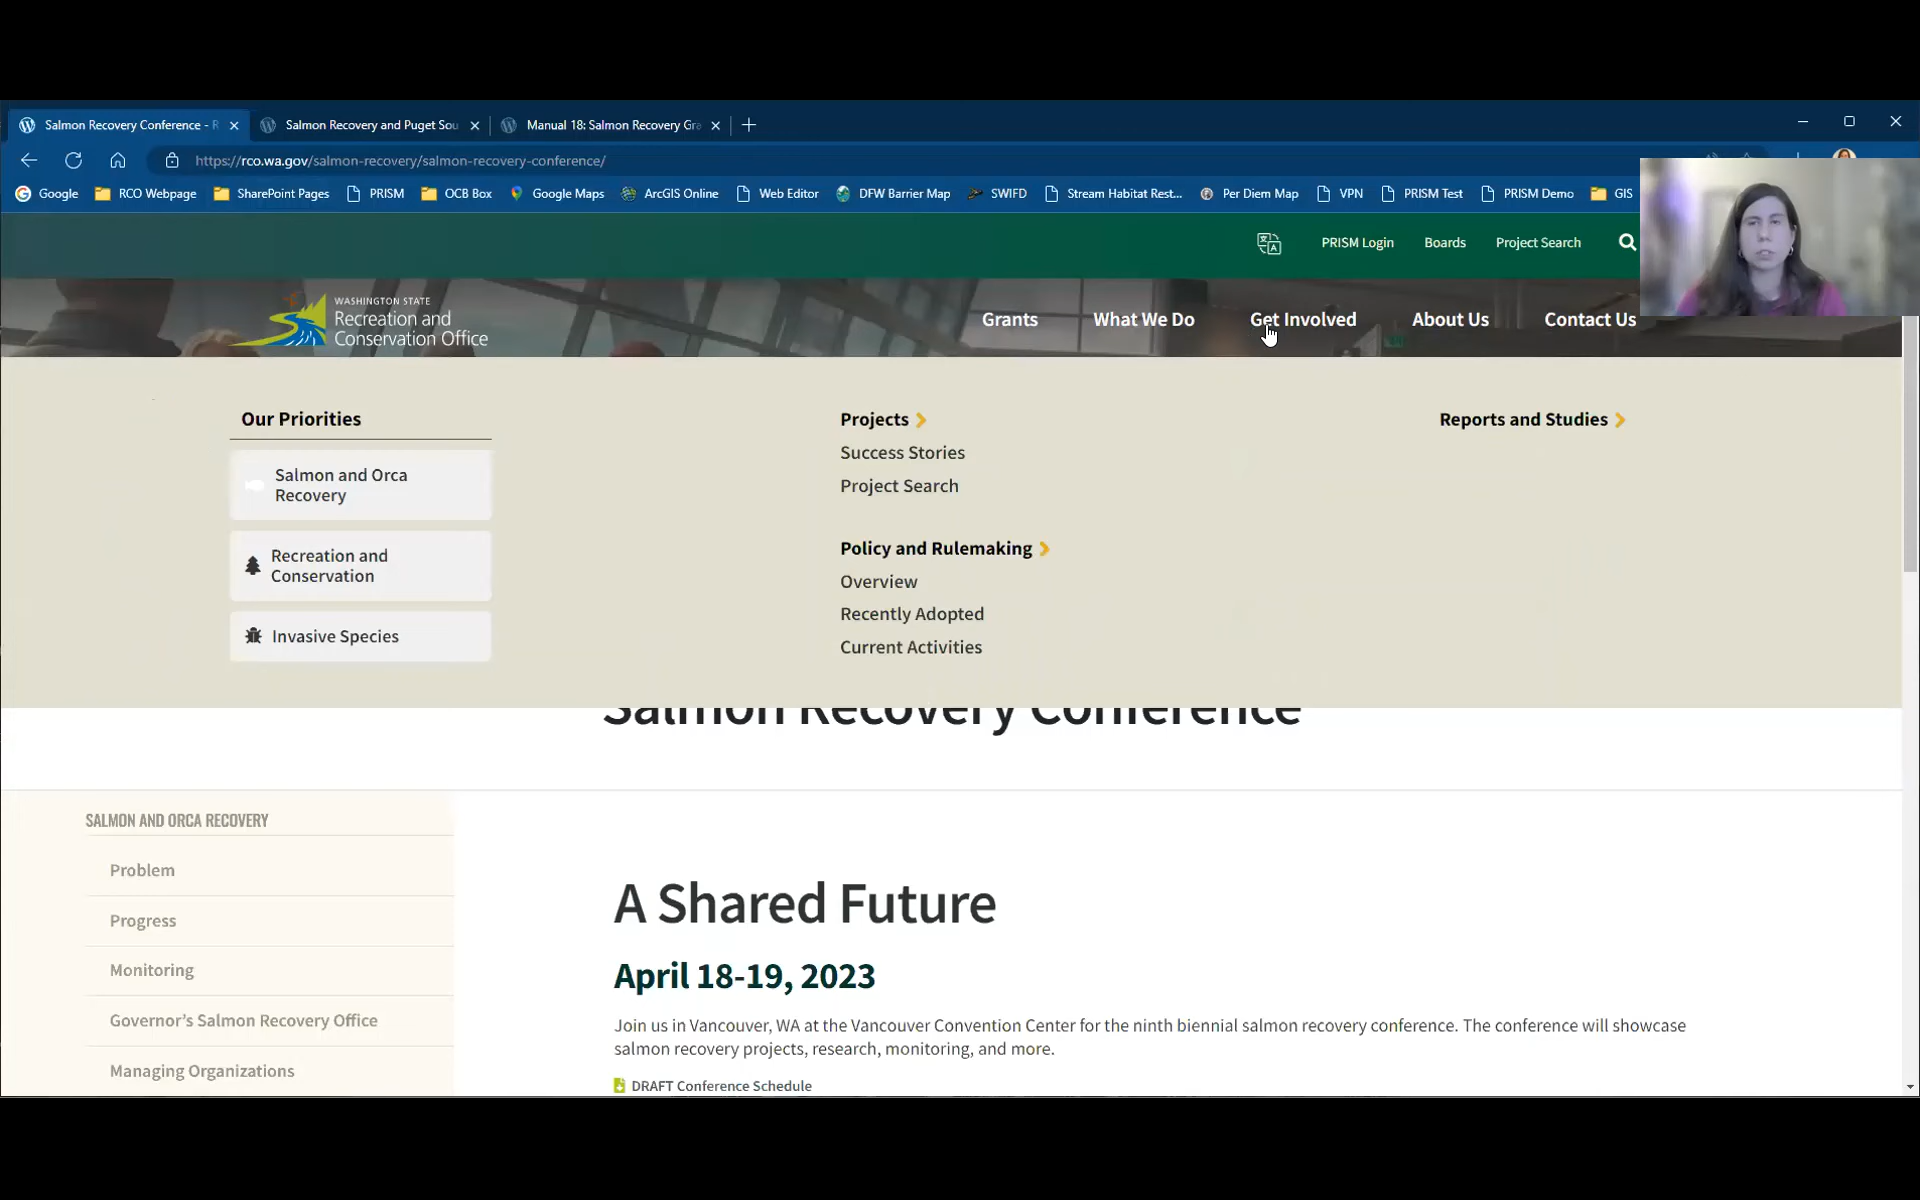 Salmon Recovery Conference - R
Salmon Recovery and Puget Sou
Manual 18: Salmon Recovery Gra
https://rco.wa.gov/salmon-recovery/salmon-recovery-conference/
Google RCO Webpage SharePoint Pages PRISM OCB Box Google Maps ArcGIS Online Web Editor DFW Barrier Map SWIFD Stream Habitat Rest... Per Diem Map VPN PRISM Test PRISM Demo GIS
PRISM Login Boards Project Search
WASHINGTON STATE
Recreation and
Conservation Office
Grants What We Do Get Involved About Us Contact Us
Our Priorities
Salmon and Orca
Recovery
Recreation and
Conservation
Invasive Species
Projects
Success Stories
Project Search
Policy and Rulemaking
Overview
Recently Adopted
Current Activities
Reports and Studies
Salmon Recovery Conference
SALMON AND ORCA RECOVERY
Problem
Progress
Monitoring
Governor's Salmon Recovery Office
Managing Organizations
A Shared Future
April 18-19, 2023
Join us in Vancouver, WA at the Vancouver Convention Center for the ninth biennial salmon recovery conference. The conference will showcase
salmon recovery projects, research, monitoring, and more.
DRAFT Conference Schedule